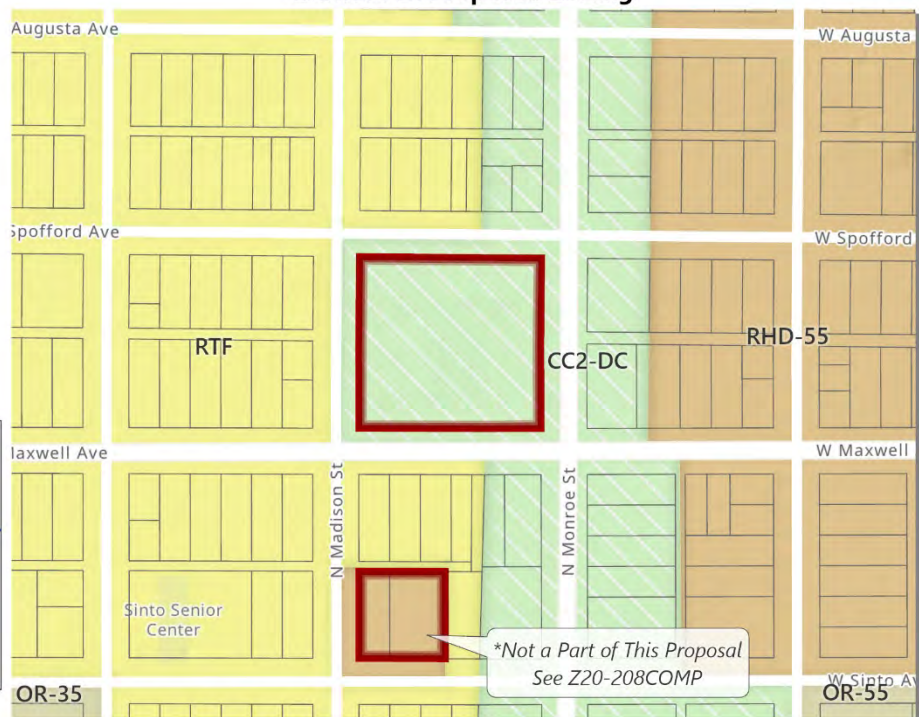 Augusta Ave
W Augusta
Spofford Ave
W Spofford
RTF
RHD-55
CC2-DC
Maxwell Ave
W Maxwell
N Madison St
N Monroe St
Sinto Senior
Center
*Not a Part of This Proposal
See Z20-208COMP
W Sinto Av
OR-35
OR-55